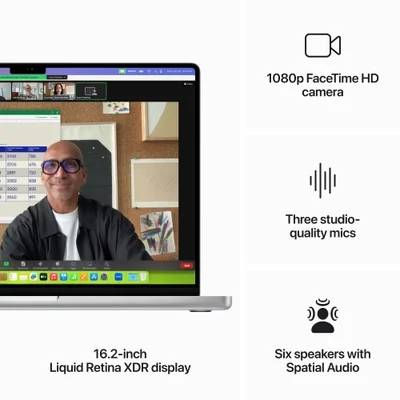 1080p FaceTime HD
camera
Three studio-
quality mics
16.2-inch
Liquid Retina XDR display
Six speakers with
Spatial Audio